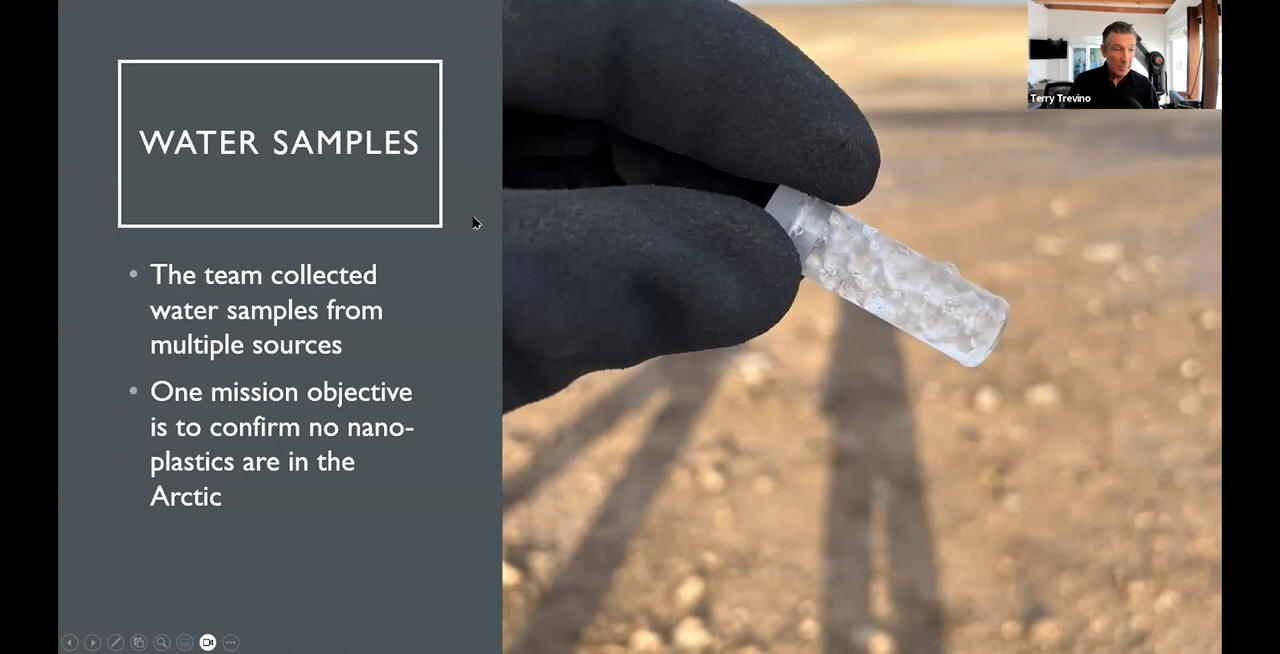 WATER SAMPLES
• The team collected
water samples from
multiple sources
• One mission objective
is to confirm no nano-
plastics are in the
Arctic
Terry Trevino